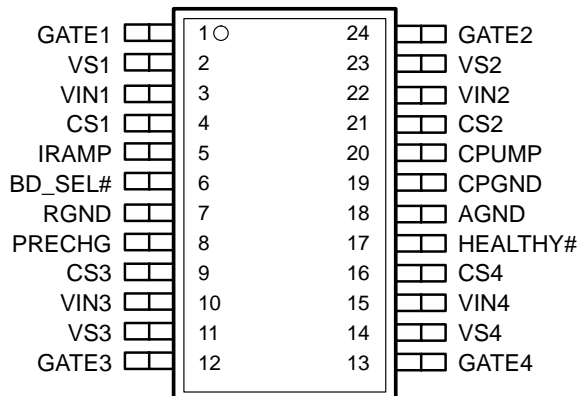 GATE1 1 24 GATE2
VS1 2 23 VS2
VIN1 3 22 VIN2
CS1 4 21 CS2
IRAMP 5 20 CPUMP
BD_SEL# 6 19 CPGND
RGND 7 18 AGND
PRECHG 8 17 HEALTHY#
CS3 9 16 CS4
VIN3 10 15 VIN4
VS3 11 14 VS4
GATE3 12 13 GATE4